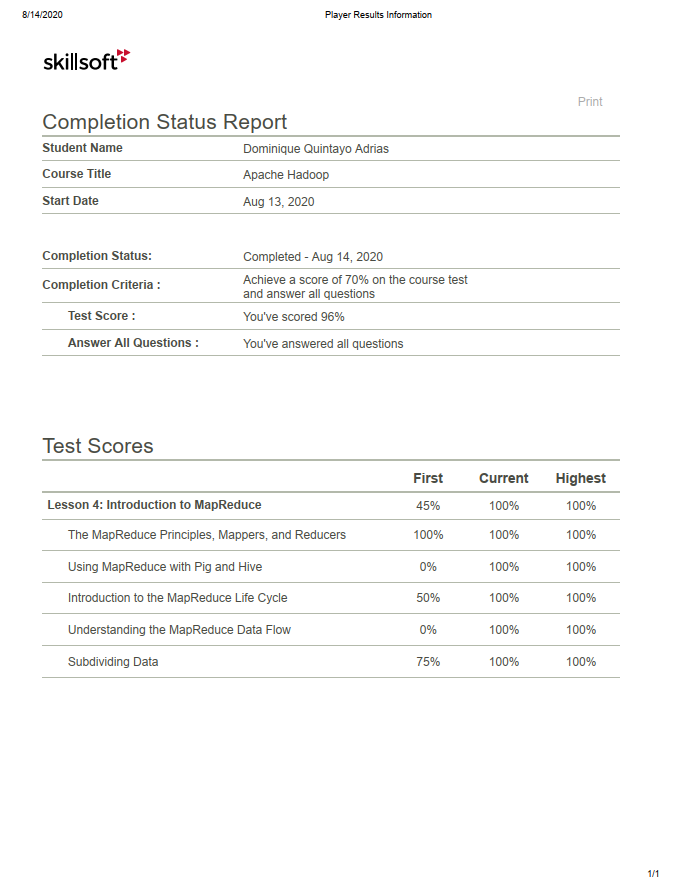 8/14/2020 Player Results Information
skillsoft
Print
Completion Status Report
Student Name Dominique Quintayo Adrias
Course Title Apache Hadoop
Start Date Aug 13, 2020
Completion Status: Completed - Aug 14, 2020
Completion Criteria : Achieve a score of 70% on the course test
and answer all questions
Test Score : You've scored 96%
Answer All Questions : You've answered all questions
Test Scores
First Current Highest
Lesson 4: Introduction to MapReduce 45% 100% 100%
The MapReduce Principles, Mappers, and Reducers 100% 100% 100%
Using MapReduce with Pig and Hive 0% 100% 100%
Introduction to the MapReduce Life Cycle 50% 100% 100%
Understanding the MapReduce Data Flow 0% 100% 100%
Subdividing Data 75% 100% 100%
1/1